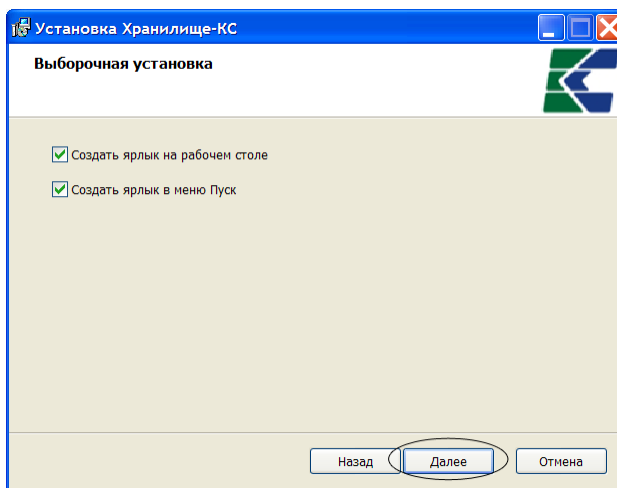 Установка Хранилище-КС
Выборочная установка
Создать ярлык на рабочем столе
Создать ярлык в меню Пуск
Назад
Далее
Отмена